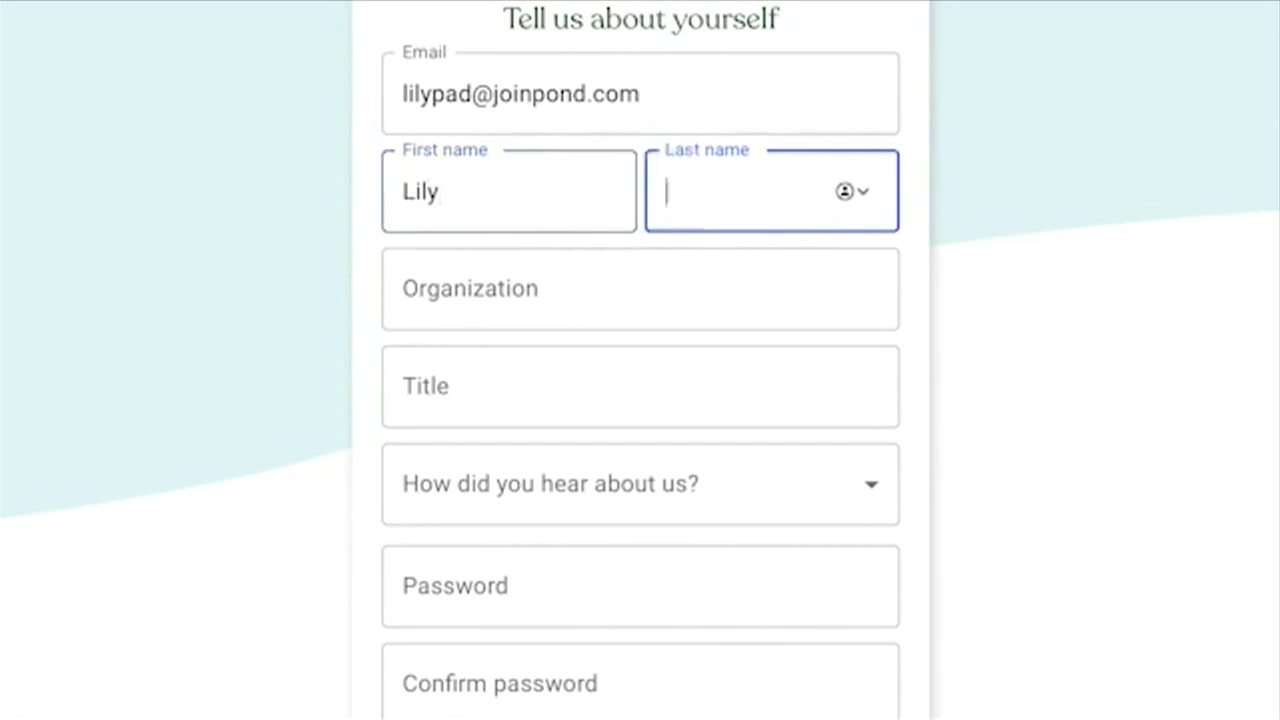 Tell us about yourself
Email
lilypad@joinpond.com
First name Last name
Lily
Organization
Title
How did you hear about us?
Password
Confirm password